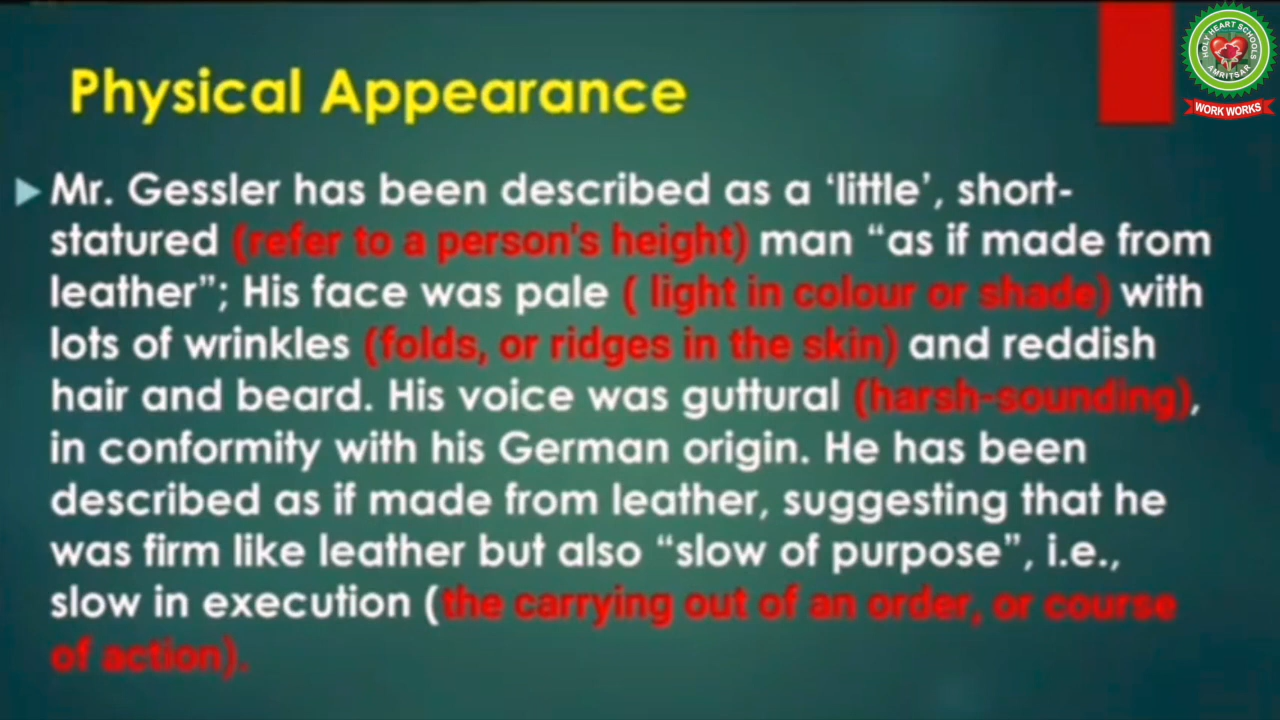 Physical Appearance
HOLY HEART SCHOOLS
AMRITSAR
WORK WORKS
Mr. Gessler has been described as a ‘little’, short-
statured (refer to a person's height) man “as if made from
leather”; His face was pale ( light in colour or shade) with
lots of wrinkles (folds, or ridges in the skin) and reddish
hair and beard. His voice was guttural (harsh-sounding),
in conformity with his German origin. He has been
described as if made from leather, suggesting that he
was firm like leather but also “slow of purpose”, i.e.,
slow in execution (the carrying out of an order, or course
of action).